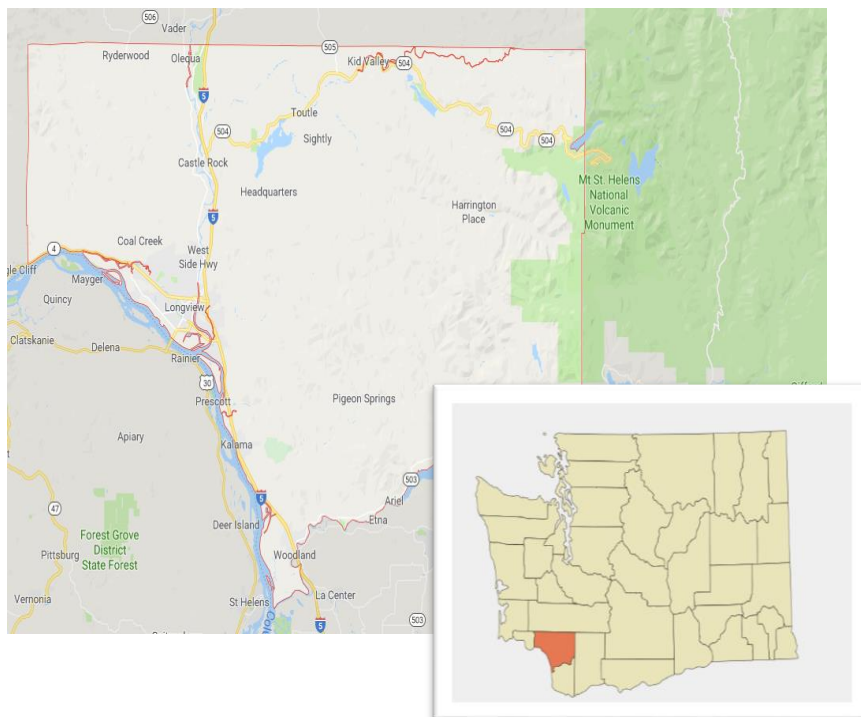 506
Vader
Ryderwood
Olequa
505
Kid Valley
504
5
Toutle
504
Sightly
504
504
Castle Rock
Headquarters
Mt St. Helens
National
Volcanic
Monument
Harrington
Place
5
Coal Creek
West
Side Hwy
4
gle Cliff
Mayger
Quincy
Longview
Clatskanie
Delena
Rainier
30
Prescott
Pigeon Springs
Apiary
Kalama
503
5
Ariel
Etna
47
Deer Island
Forest Grove
District
State Forest
Pittsburg
Woodland
La Center
Vernonia
St Helens
503
5